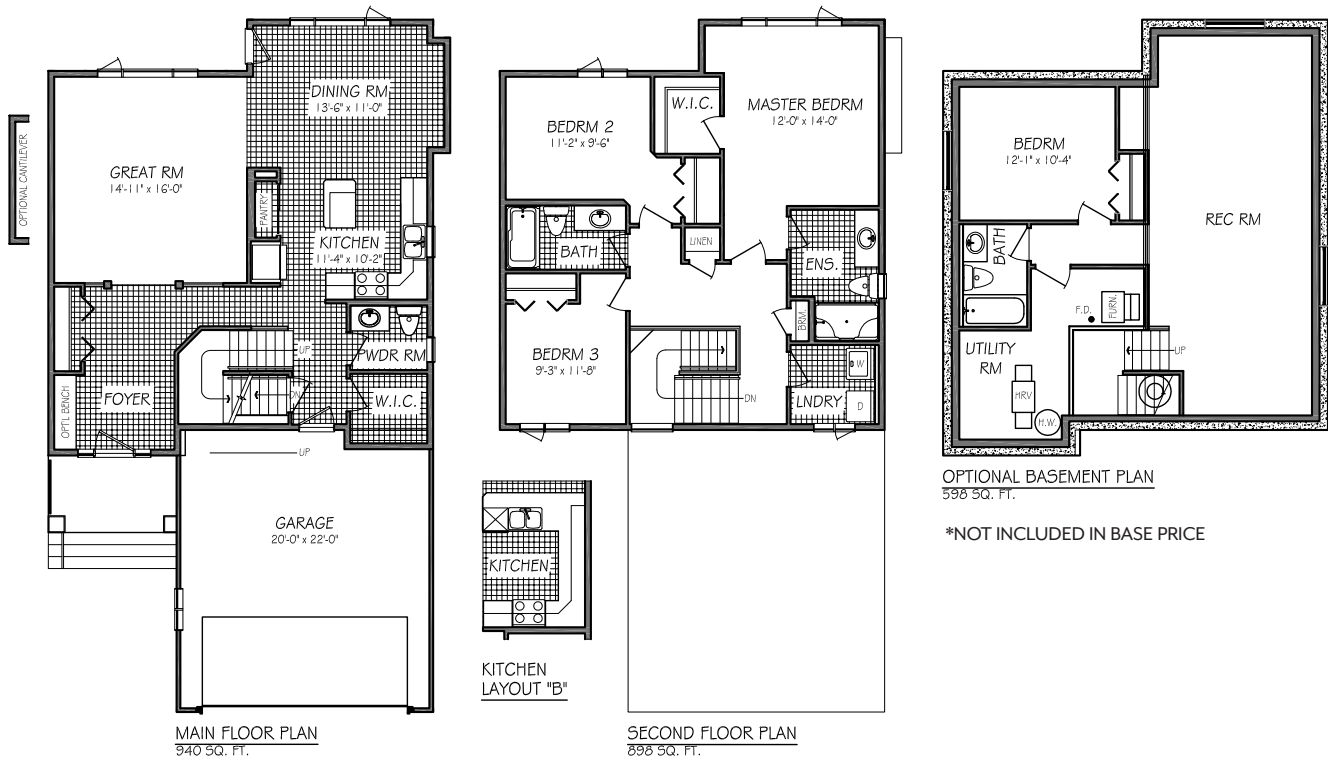 OPTIONAL CANTILEVER
DINING RM
13'-6" x 11'-0"
GREAT RM
14'-11" x 16'-0"
PANTRY
KITCHEN
11'-4" x 10'-2"
UP
PWDR RM
DN
W.I.C.
OPT'L BENCH
FOYER
UP
GARAGE
20'-0" x 22'-0"
MAIN FLOOR PLAN
940 SQ. FT.
BEDRM 2
11'-2" x 9'-6"
W.I.C.
MASTER BEDRM
12'-0" x 14'-0"
BATH
LINEN
ENS.
BRM.
BEDRM 3
9'-3" x 11'-8"
W
DN
LNDRY
D
KITCHEN
KITCHEN
LAYOUT "B"
SECOND FLOOR PLAN
898 SQ. FT.
BEDRM
12'-1" x 10'-4"
REC RM
BATH
F.D.
FURN.
UTILITY
RM
UP
HRV
H.W.
OPTIONAL BASEMENT PLAN
598 SQ. FT.
*NOT INCLUDED IN BASE PRICE